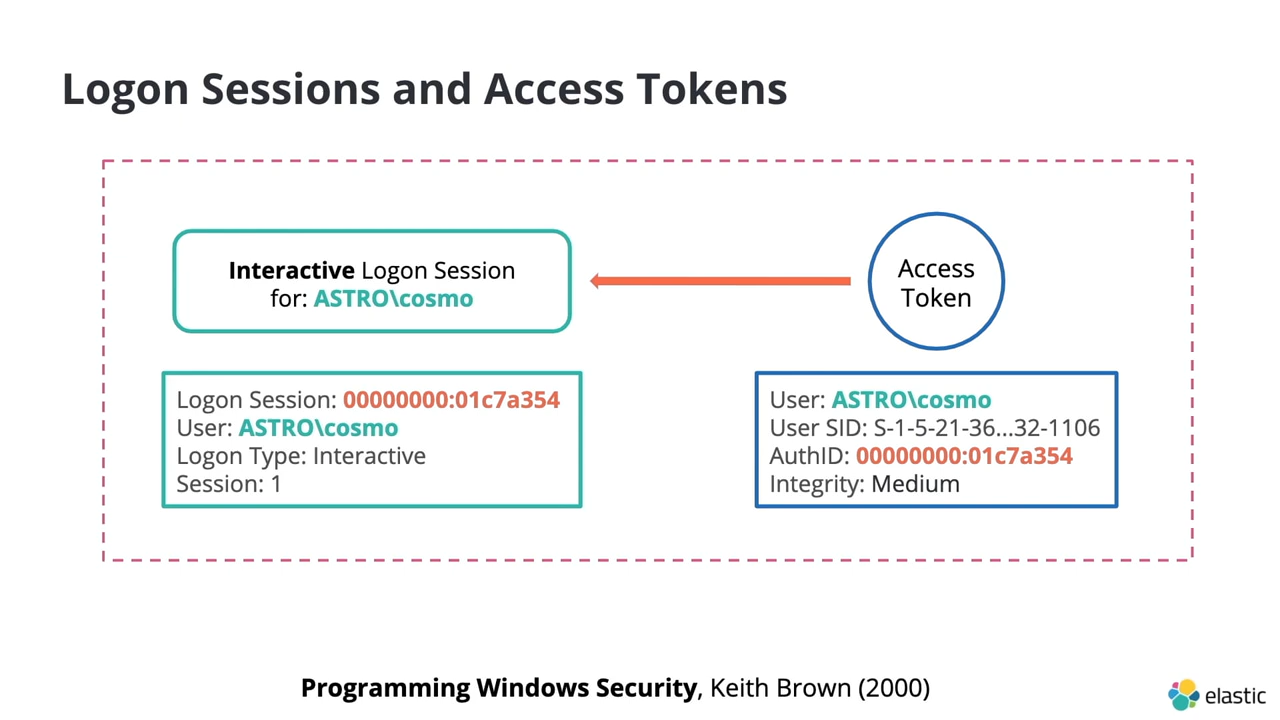 Logon Sessions and Access Tokens
Interactive Logon Session
for: ASTRO\cosmo
Access
Token
Logon Session: 00000000:01c7a354
User: ASTRO\cosmo
Logon Type: Interactive
Session: 1
User: ASTRO\cosmo
User SID: S-1-5-21-36...32-1106
AuthID: 00000000:01c7a354
Integrity: Medium
Programming Windows Security, Keith Brown (2000)
elastic